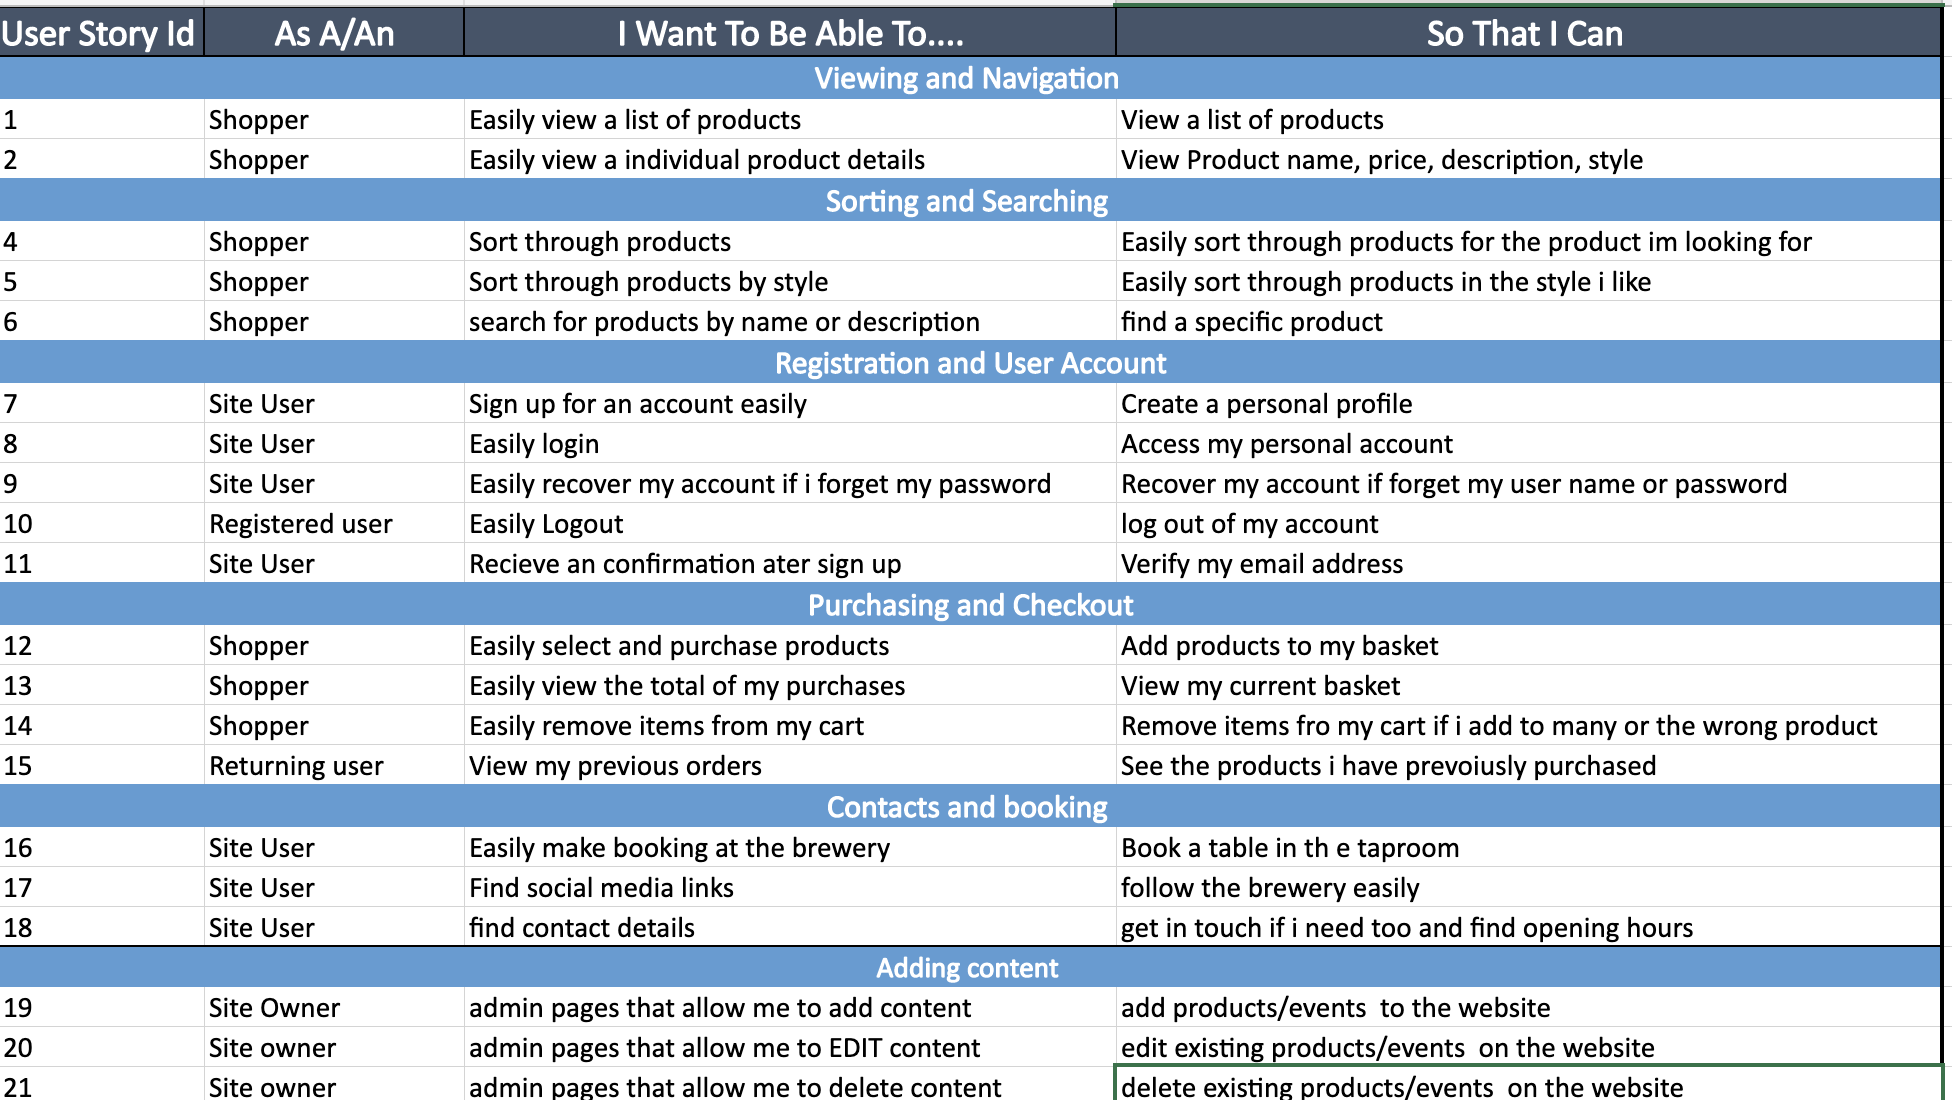 User Story Id As A/An I Want To Be Able To.... So That I Can
Viewing and Navigation
1 Shopper Easily view a list of products View a list of products
2 Shopper Easily view a individual product details View Product name, price, description, style
Sorting and Searching
4 Shopper Sort through products Easily sort through products for the product im looking for
5 Shopper Sort through products by style Easily sort through products in the style i like
6 Shopper search for products by name or description find a specific product
Registration and User Account
7 Site User Sign up for an account easily Create a personal profile
8 Site User Easily login Access my personal account
9 Site User Easily recover my account if i forget my password Recover my account if forget my user name or password
10 Registered user Easily Logout log out of my account
11 Site User Recieve an confirmation ater sign up Verify my email address
Purchasing and Checkout
12 Shopper Easily select and purchase products Add products to my basket
13 Shopper Easily view the total of my purchases View my current basket
14 Shopper Easily remove items from my cart Remove items fro my cart if i add to many or the wrong product
15 Returning user View my previous orders See the products i have prevoiusly purchased
Contacts and booking
16 Site User Easily make booking at the brewery Book a table in th e taproom
17 Site User Find social media links follow the brewery easily
18 Site User find contact details get in touch if i need too and find opening hours
Adding content
19 Site Owner admin pages that allow me to add content add products/events  to the website
20 Site owner admin pages that allow me to EDIT content edit existing products/events  on the website
21 Site owner admin pages that allow me to delete content delete existing products/events  on the website